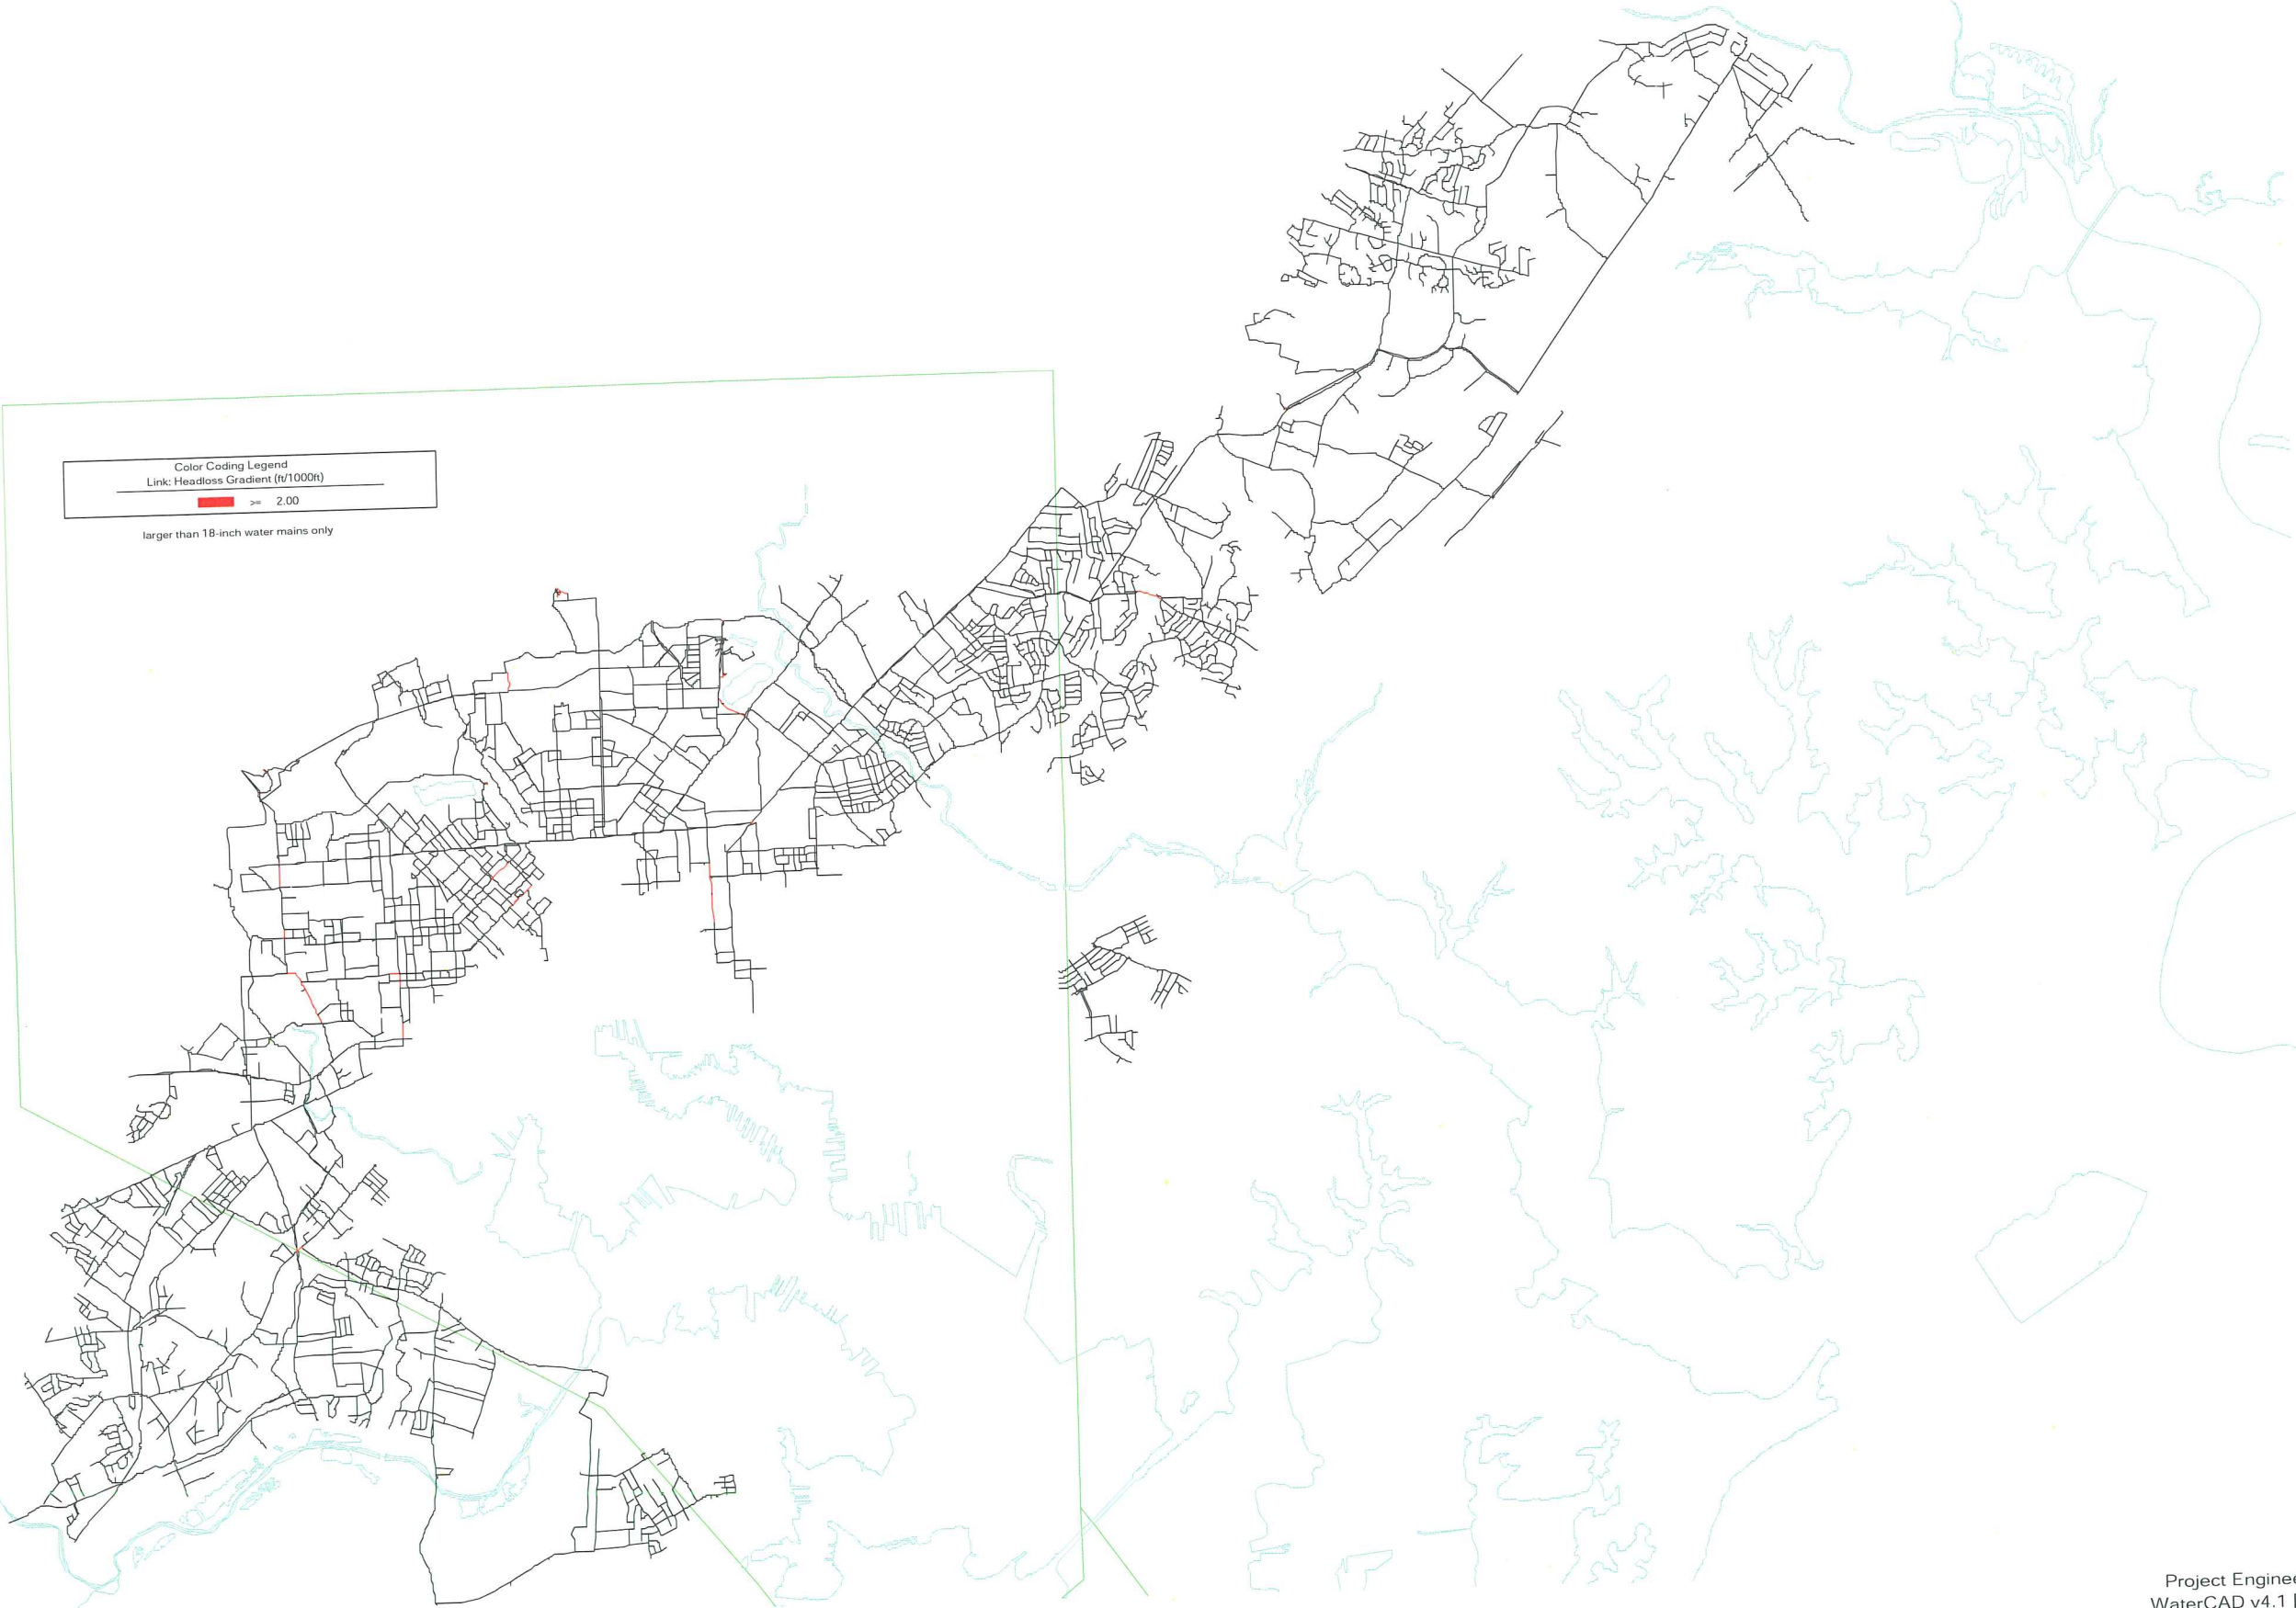 Color Coding Legend
Link: Headloss Gradient (ft/1000ft)
>= 2.00
larger than 18-inch water mains only
Project Enginee
WaterCAD v4.1